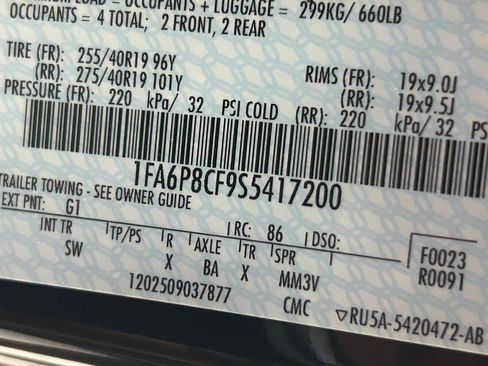 LOAD = OCCUPANTS + LUGGAGE = 299KG/ 660LB
OCCUPANTS = 4 TOTAL; 2 FRONT, 2 REAR
TIRE (FR): 255/40R19 96Y RIMS (FR): 19x9.0J
(RR): 275/40R19 101Y (RR): 19x9.5J
PRESSURE (FR): 220 kPa/ 32 PSI COLD (RR): 220 kPa/ 32
1FA6P8CF9S5417200
TRAILER TOWING - SEE OWNER GUIDE
EXT PNT: G1 RC: 86 DSO:
INT TR TP/PS R AXLE TR SPR F0023
SW X BA X MM3V R0091
1202509037877 CMC
▽RU5A-5420472-AB